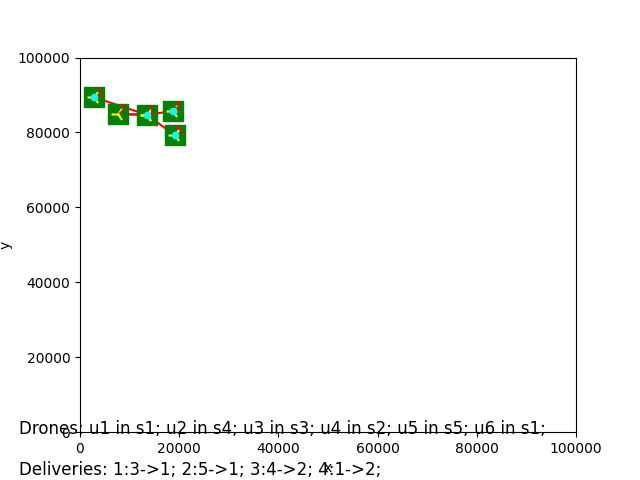 100000
80000
60000
40000
20000
0
y
0 20000 40000 60000 80000 100000
x
Drones: u1 in s1; u2 in s4; u3 in s3; u4 in s2; u5 in s5; u6 in s1;
Deliveries: 1:3->1; 2:5->1; 3:4->2; 4:1->2;